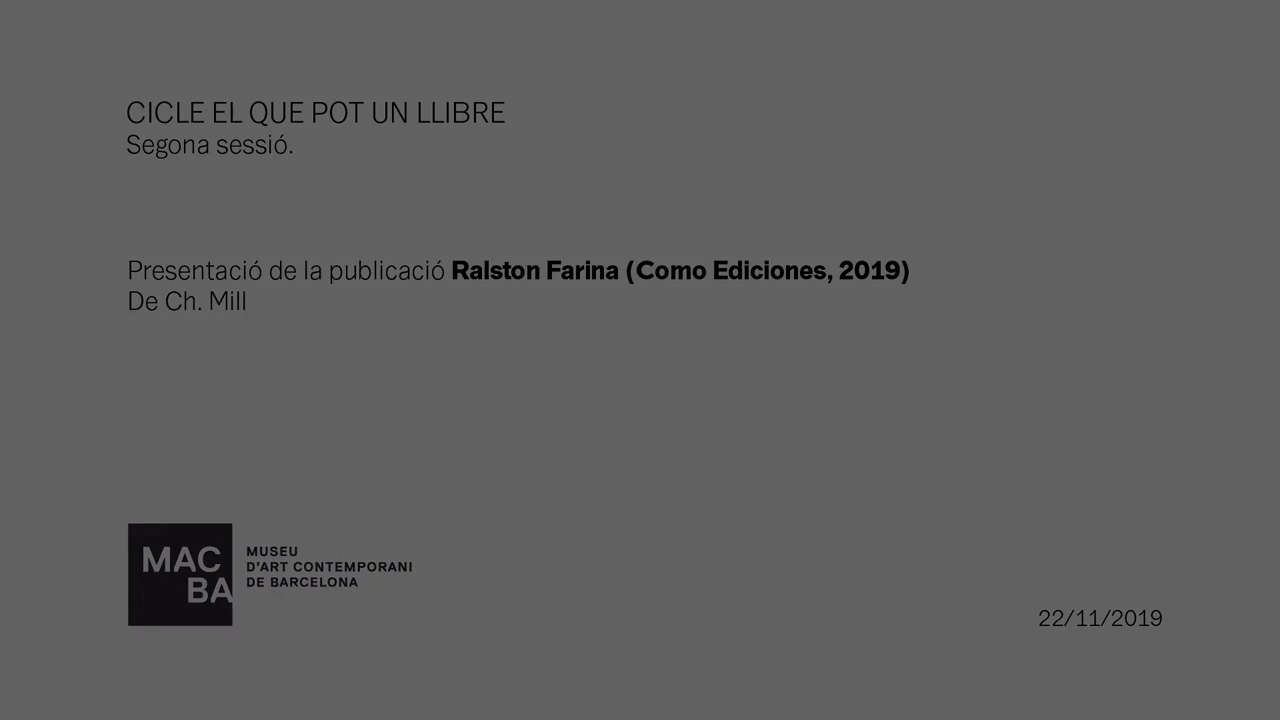 CICLE EL QUE POT UN LLIBRE
Segona sessió.
Presentació de la publicació Ralston Farina (Como Ediciones, 2019)
De Ch. Mill
MAC
BA
MUSEU
D'ART CONTEMPORANI
DE BARCELONA
22/11/2019